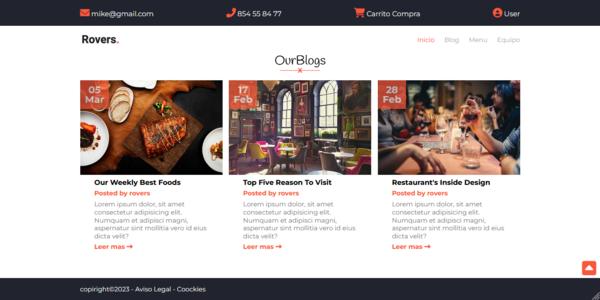 mike@gmail.com
854 55 84 77
Carrito Compra
User
Rovers.
Inicio
Blog
Menu
Equipo
OurBlogs
05
Mar
17
Feb
28
Feb
Our Weekly Best Foods
Posted by rovers
Lorem ipsum dolor, sit amet
consectetur adipisicing elit.
Numquam et adipisci magni,
aspernatur sint mollitia vero id eius
dicta velit?
Leer mas
Top Five Reason To Visit
Posted by rovers
Lorem ipsum dolor, sit amet
consectetur adipisicing elit.
Numquam et adipisci magni,
aspernatur sint mollitia vero id eius
dicta velit?
Leer mas
Restaurant's Inside Design
Posted by rovers
Lorem ipsum dolor, sit amet
consectetur adipisicing elit.
Numquam et adipisci magni,
aspernatur sint mollitia vero id eius
dicta velit?
Leer mas
copiright©2023 - Aviso Legal - Coockies